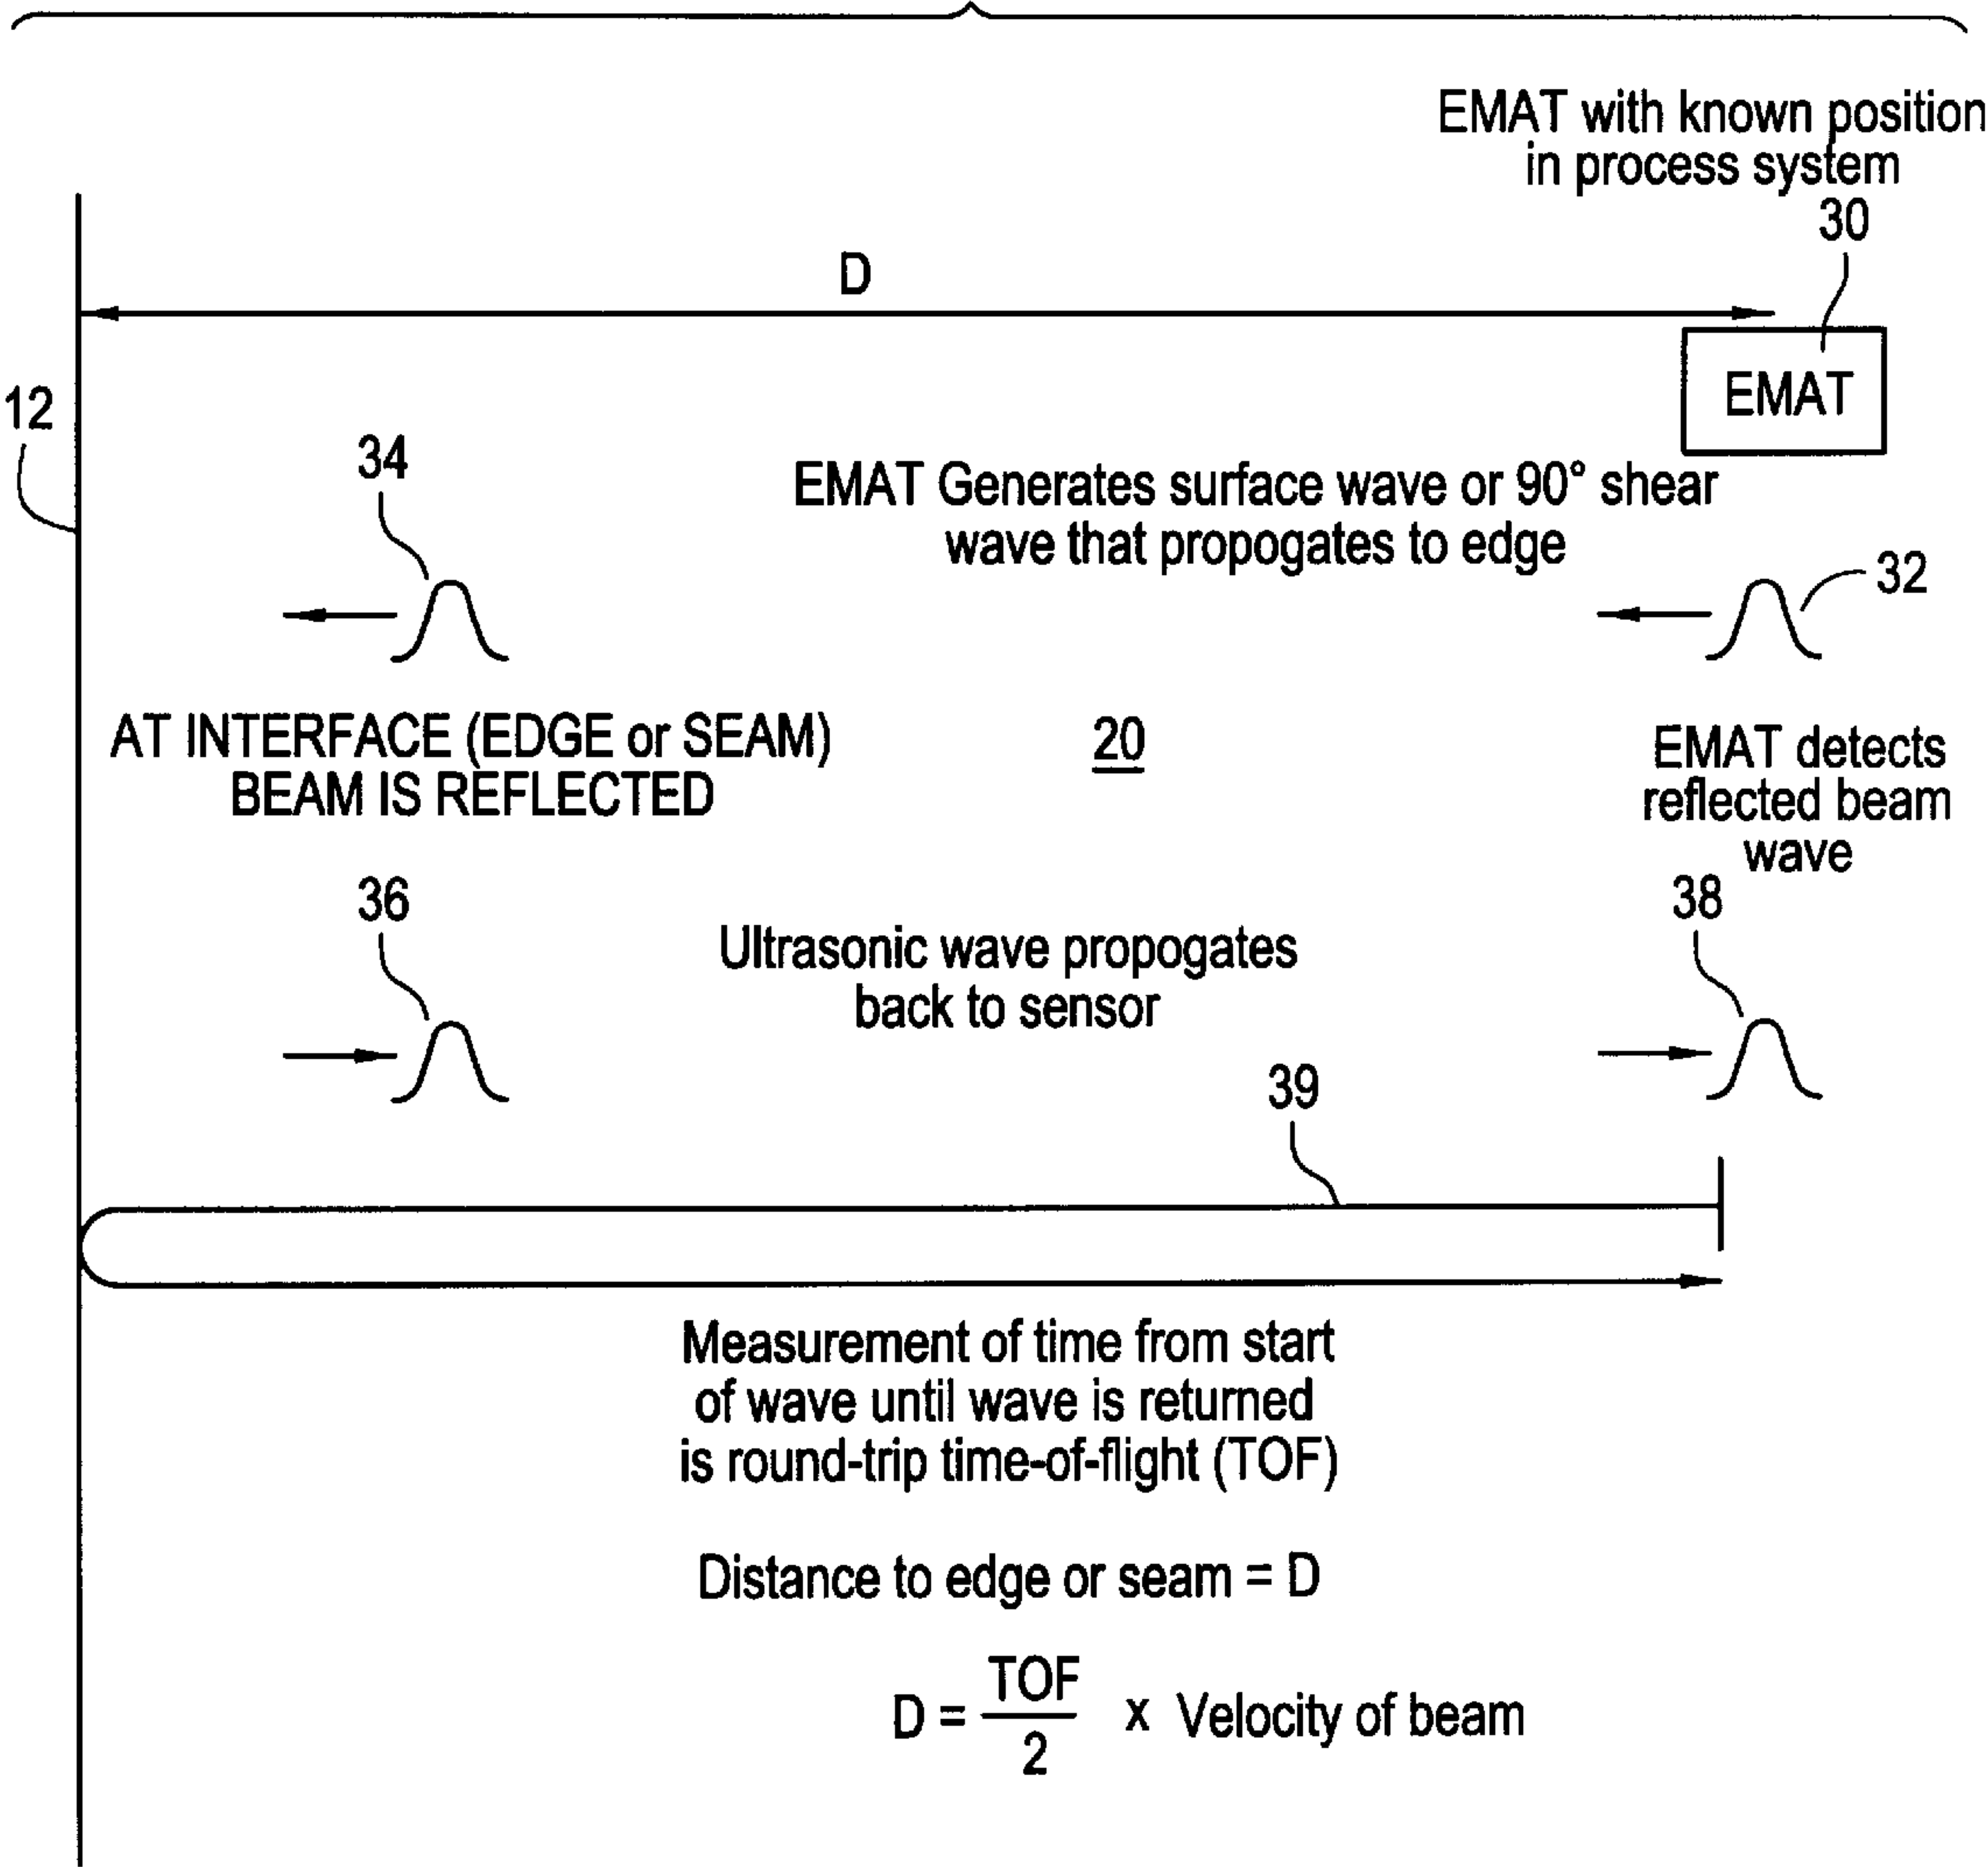 EMAT with known position
in process system
30
D
12
EMAT
34
EMAT Generates surface wave or 90° shear
wave that propogates to edge
32
AT INTERFACE (EDGE or SEAM)
BEAM IS REFLECTED
20
EMAT detects
reflected beam
wave
36
38
Ultrasonic wave propogates
back to sensor
39
Measurement of time from start
of wave until wave is returned
is round-trip time-of-flight (TOF)
Distance to edge or seam = D
D = TOF/2 x Velocity of beam